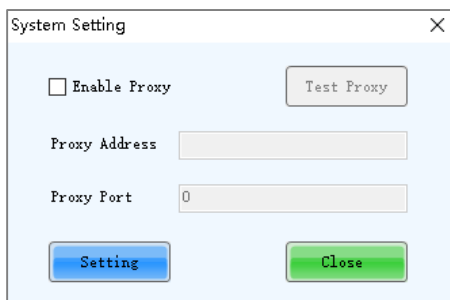 System Setting
Enable Proxy
Test Proxy
Proxy Address
Proxy Port
0
Setting
Close